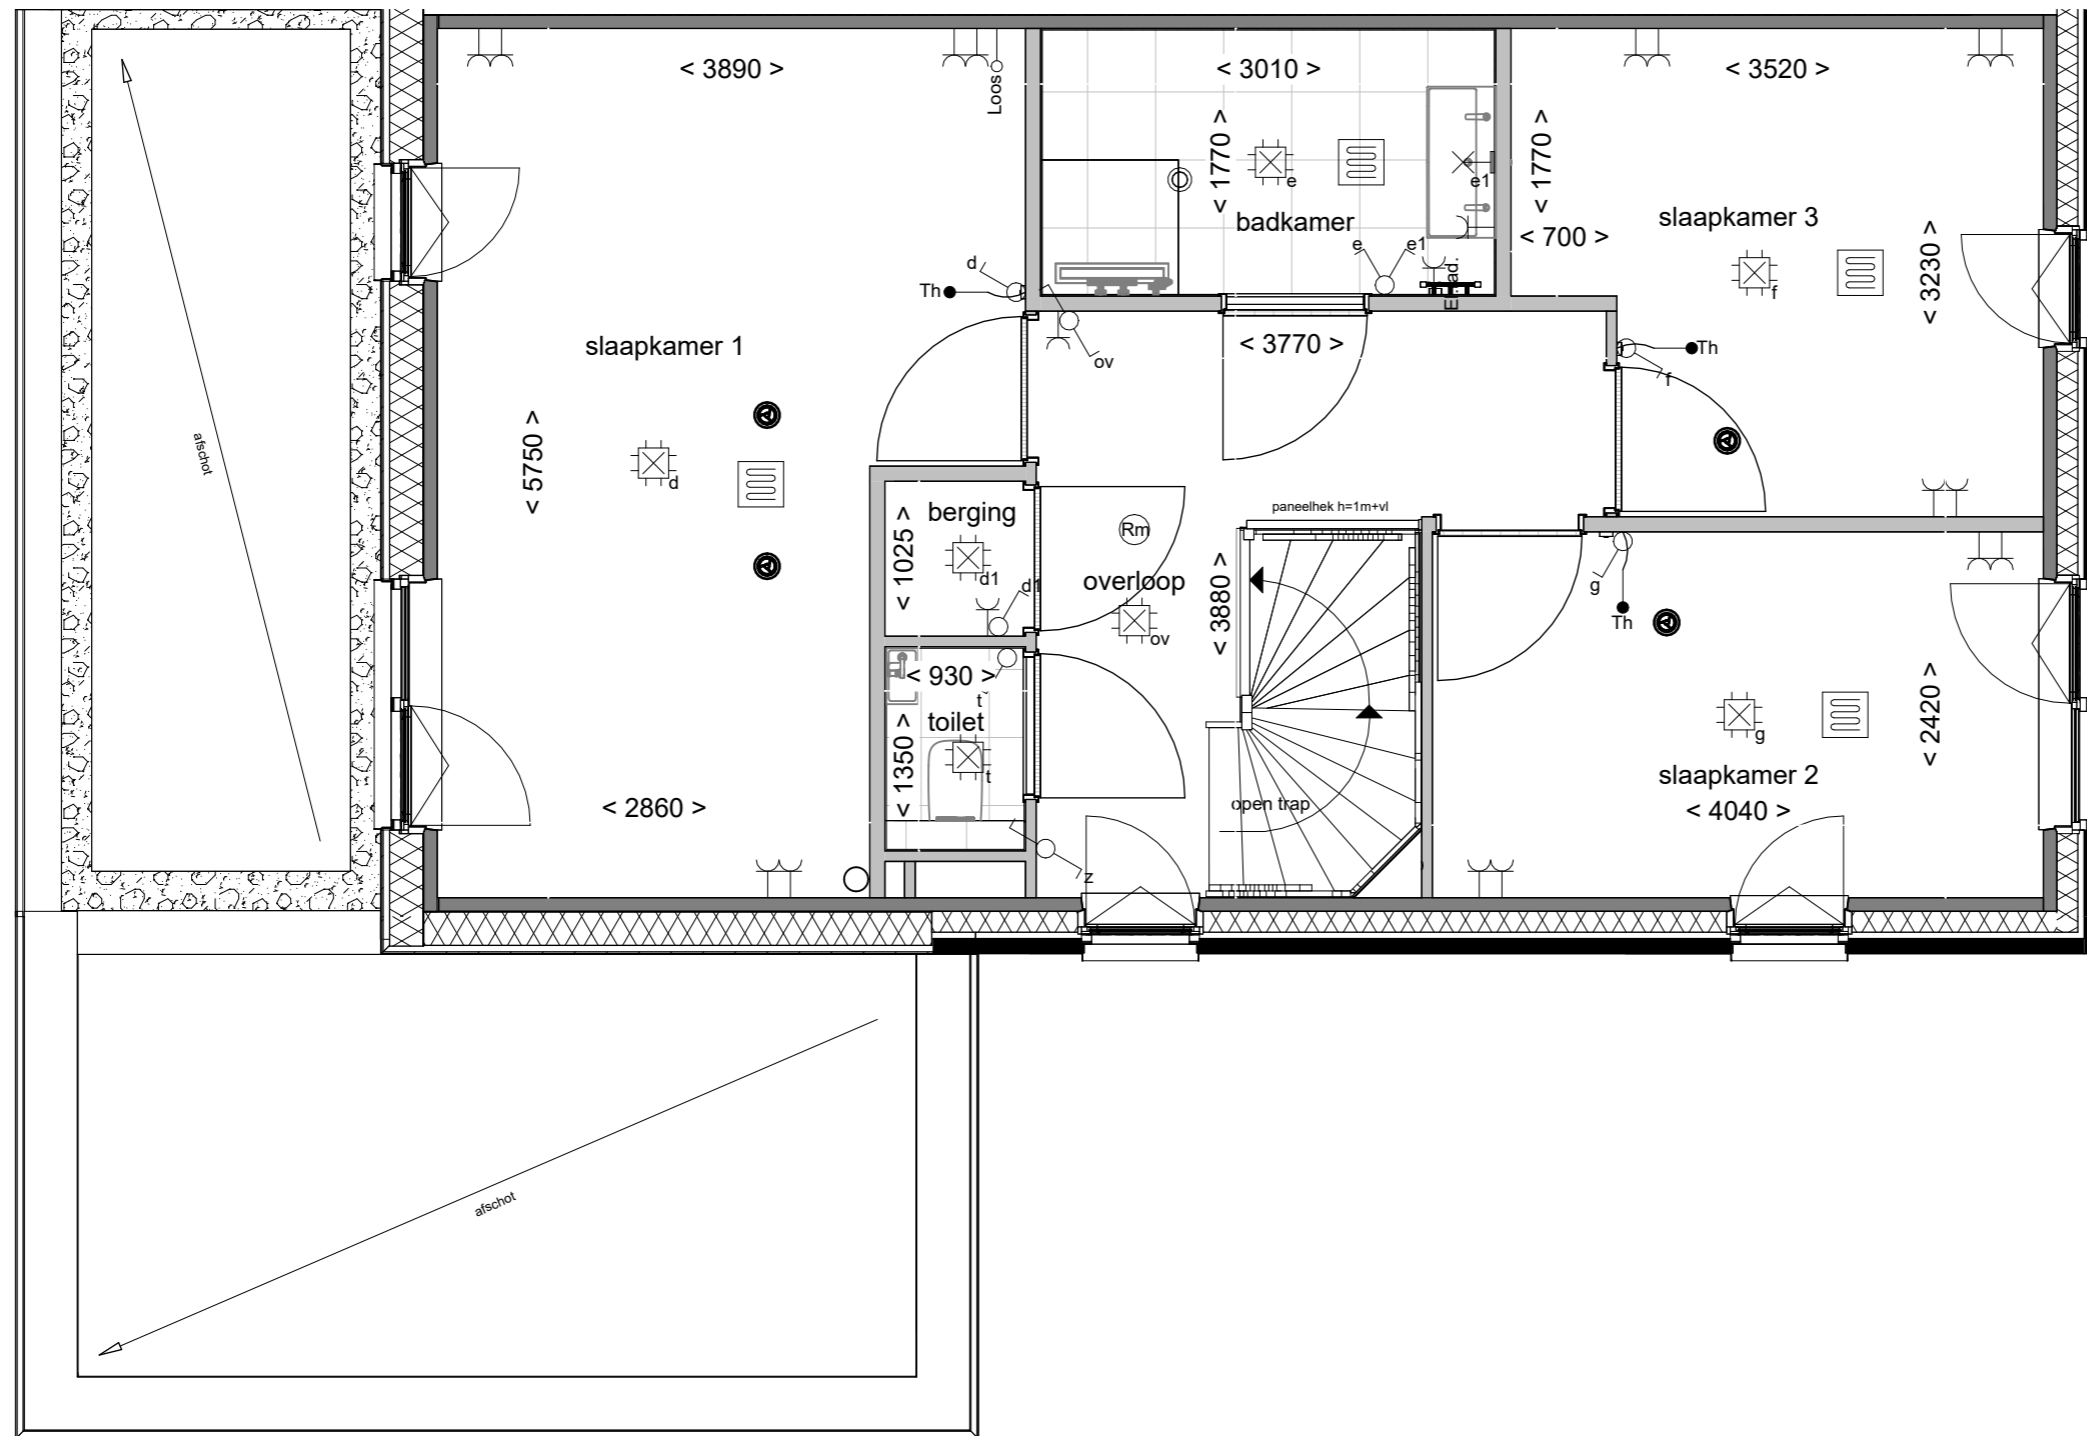 < 3890 >
< 3010 >
< 3520 >
Loos
< 1770 >
< 1770 >
e
e1
badkamer
slaapkamer 3
< 700 >
e
e1
d
Th
f
< 3230 >
ov
< 3770 >
slaapkamer 1
Th
f
< 5750 >
d
afschot
berging
< 1025 >
d1
d1
Rm
paneelhek h=1m+vl
overloop
ov
< 3880 >
g
Th
< 930 >
t
toilet
< 1350 >
t
g
< 2420 >
slaapkamer 2
< 4040 >
< 2860 >
open trap
z
afschot